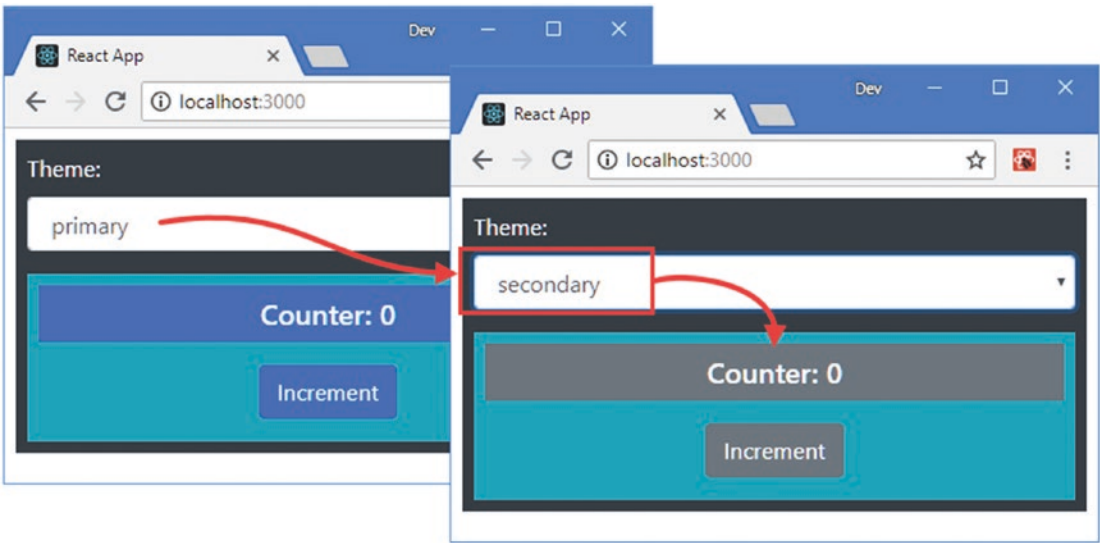 Dev
React App
localhost:3000
Theme:
primary
Counter: 0
Increment
Dev
React App
localhost:3000
Theme:
secondary
Counter: 0
Increment